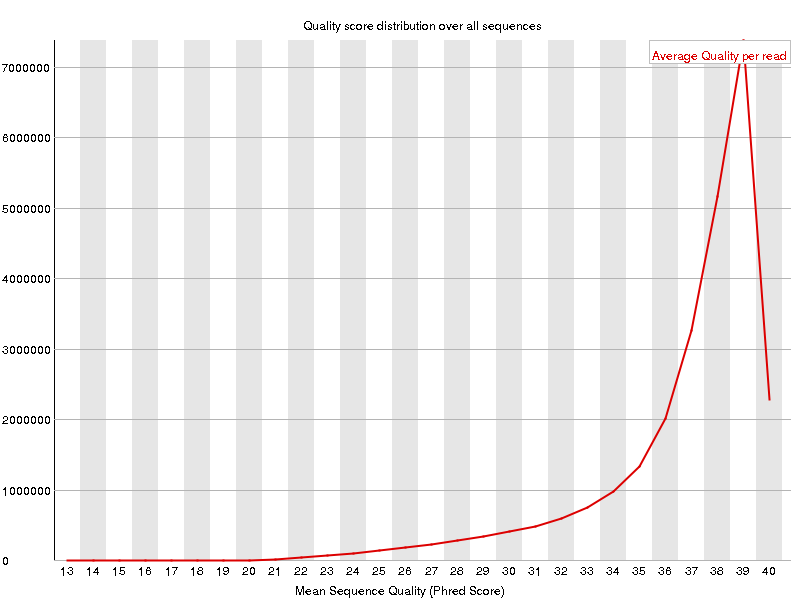 Quality score distribution over all sequences
Average Quality per read
7000000
6000000
5000000
4000000
3000000
2000000
1000000
0
13 14 15 16 17 18 19 20 21 22 23 24 25 26 27 28 29 30 31 32 33 34 35 36 37 38 39 40
Mean Sequence Quality (Phred Score)